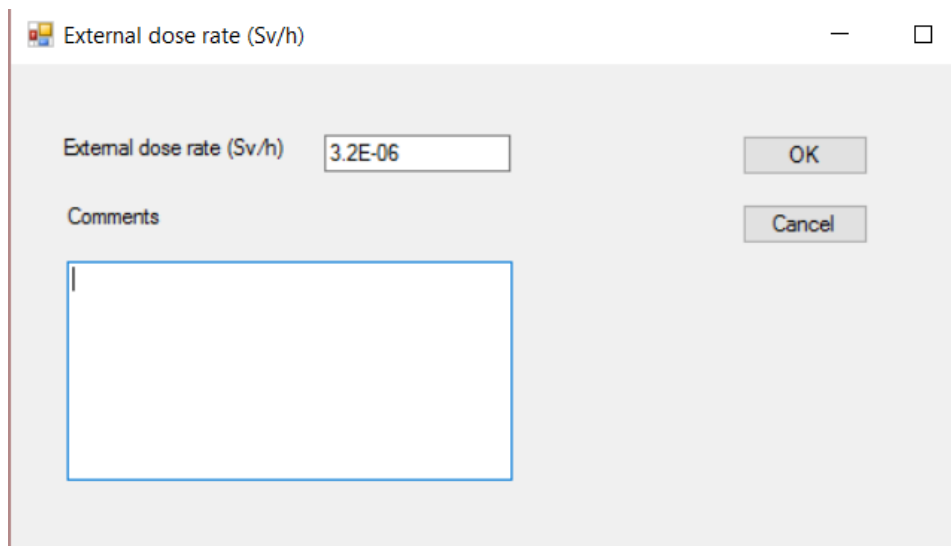 External dose rate (Sv/h)
External dose rate (Sv/h) 3.2E-06 OK
Comments Cancel